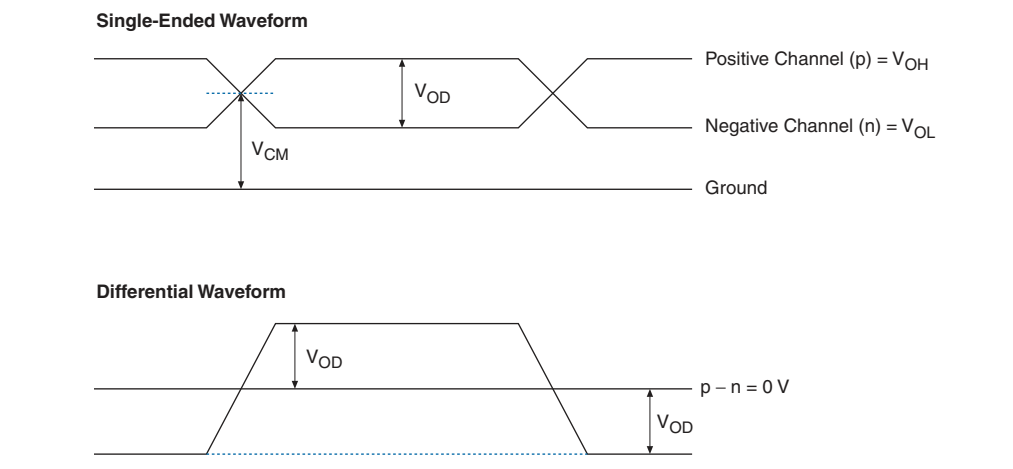 Single-Ended Waveform
Positive Channel (p) = VOH
VOD
Negative Channel (n) = VOL
VCM
Ground
Differential Waveform
VOD
p – n = 0 V
VOD